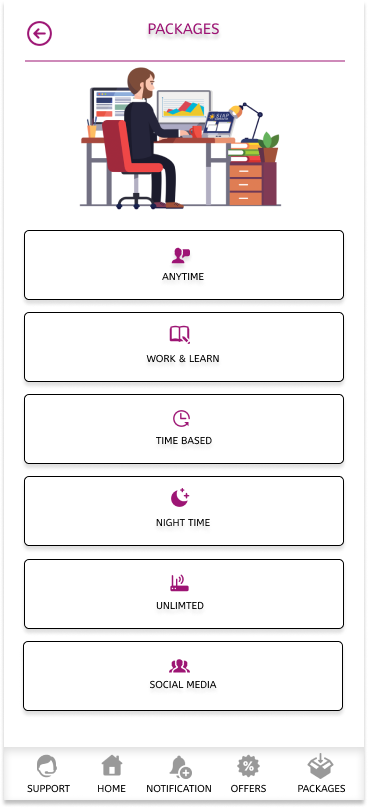 PACKAGES
ANYTIME
WORK & LEARN
TIME BASED
NIGHT TIME
UNLIMTED
SOCIAL MEDIA
SUPPORT
HOME
NOTIFICATION
OFFERS
PACKAGES